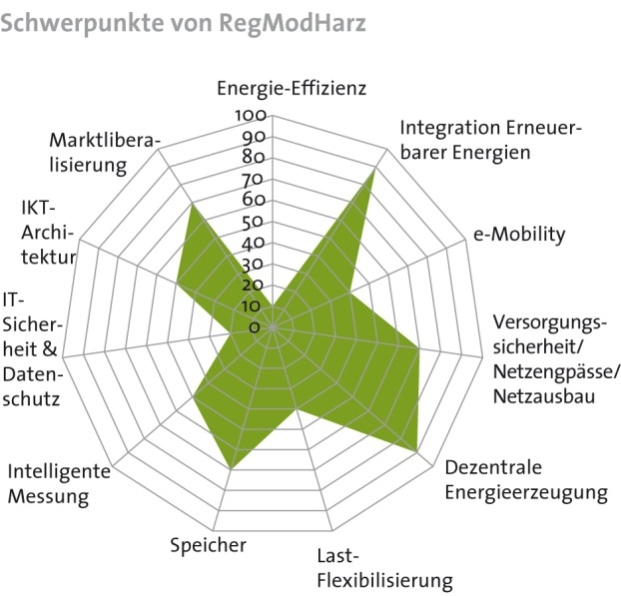 Schwerpunkte von RegModHarz
Energie-Effizienz
100
90
80
70
60
50
40
30
20
10
0
Integration Erneuer-
barer Energien
e-Mobility
Versorgungs-
sicherheit/
Netzengpässe/
Netzausbau
Dezentrale
Energieerzeugung
Last-
Flexibilisierung
Speicher
Intelligente
Messung
IT-
Sicher-
heit &
Daten-
schutz
IKT-
Archi-
tektur
Marktlibera-
lisierung